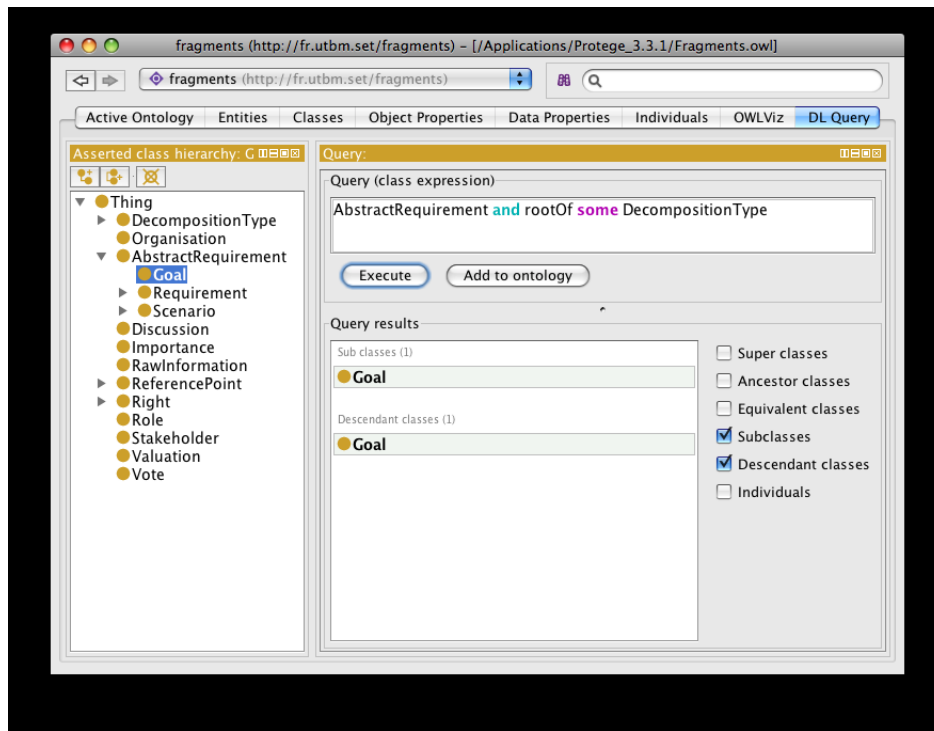 fragments (http://fr.utbm.set/fragments) – [/Applications/Protege_3.3.1/Fragments.owl]
fragments (http://fr.utbm.set/fragments)
Active Ontology Entities Classes Object Properties Data Properties Individuals OWLViz DL Query
Asserted class hierarchy: G
Thing
DecompositionType
Organisation
AbstractRequirement
Goal
Requirement
Scenario
Discussion
Importance
RawInformation
ReferencePoint
Right
Role
Stakeholder
Valuation
Vote
Query:
Query (class expression)
AbstractRequirement and rootOf some DecompositionType
Execute Add to ontology
Query results
Sub classes (1)
Goal
Descendant classes (1)
Goal
Super classes
Ancestor classes
Equivalent classes
Subclasses
Descendant classes
Individuals